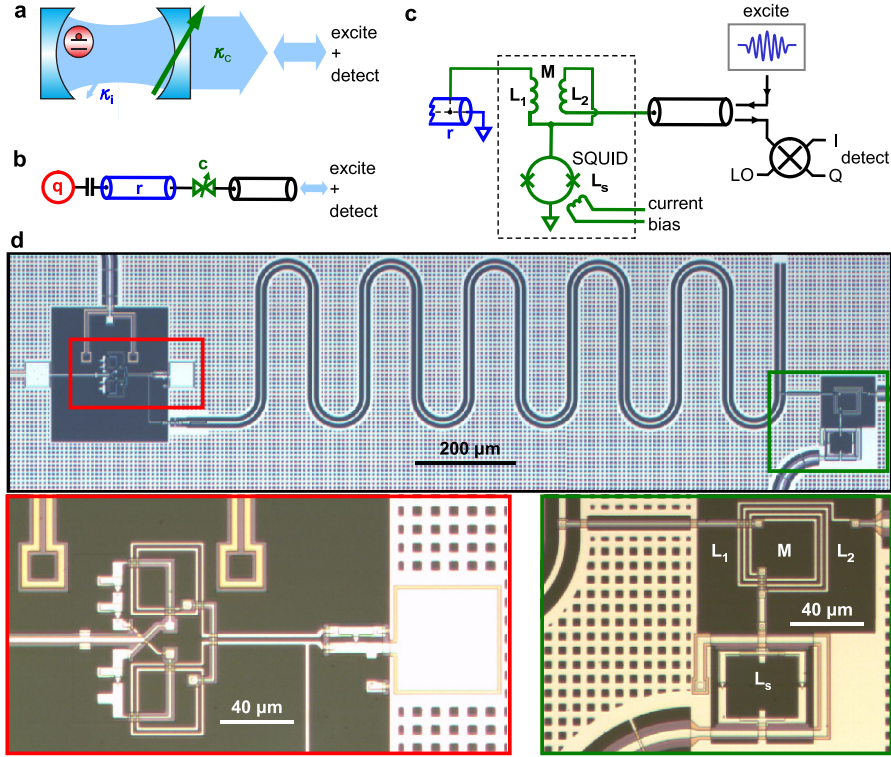 a
κc
κi
excite
+
detect
b
q
r
c
excite
+
detect
c
excite
M
L1
L2
r
SQUID
Ls
current
bias
I
LO
detect
Q
d
200 µm
40 µm
L1
M
L2
40 µm
Ls